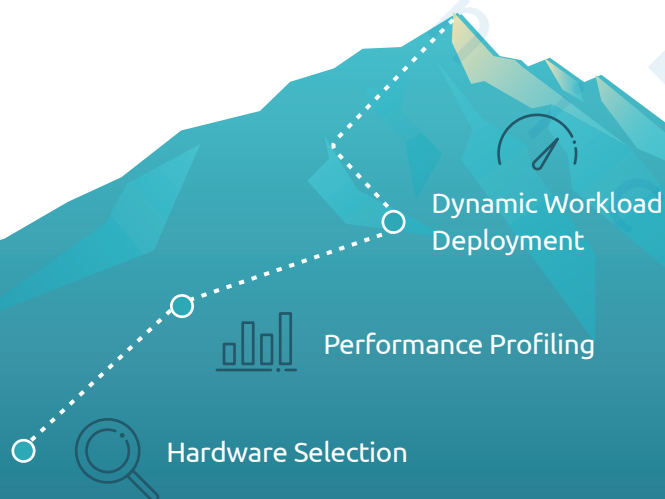 Dynamic Workload
Deployment
Performance Profiling
Hardware Selection